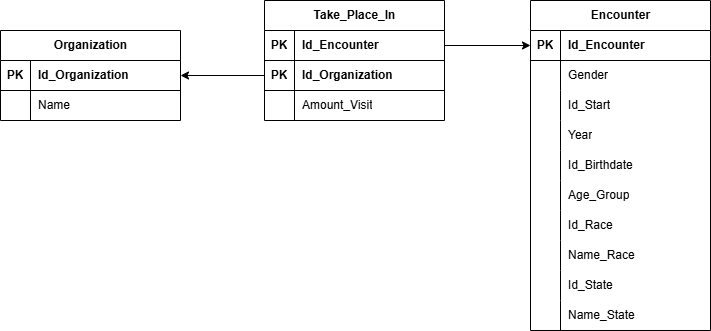 Organization
PK Id_Organization
Name
Take_Place_In
PK Id_Encounter
PK Id_Organization
Amount_Visit
Encounter
PK Id_Encounter
Gender
Id_Start
Year
Id_Birthdate
Age_Group
Id_Race
Name_Race
Id_State
Name_State